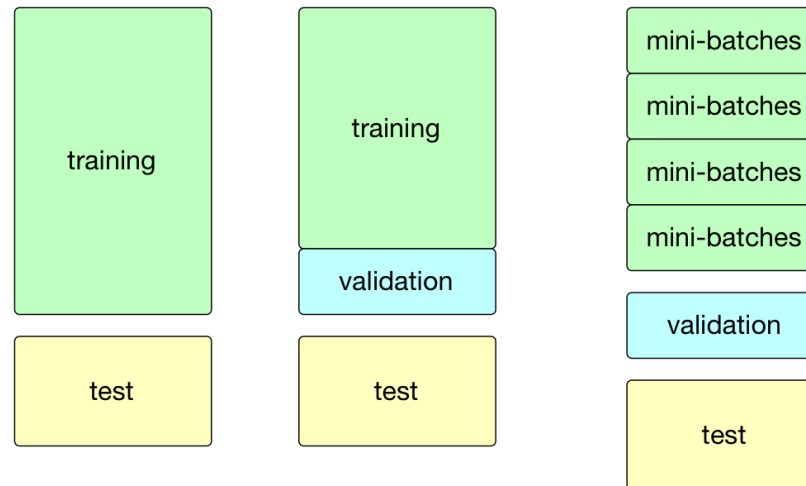 training
test
training
validation
test
mini-batches
mini-batches
mini-batches
mini-batches
validation
test